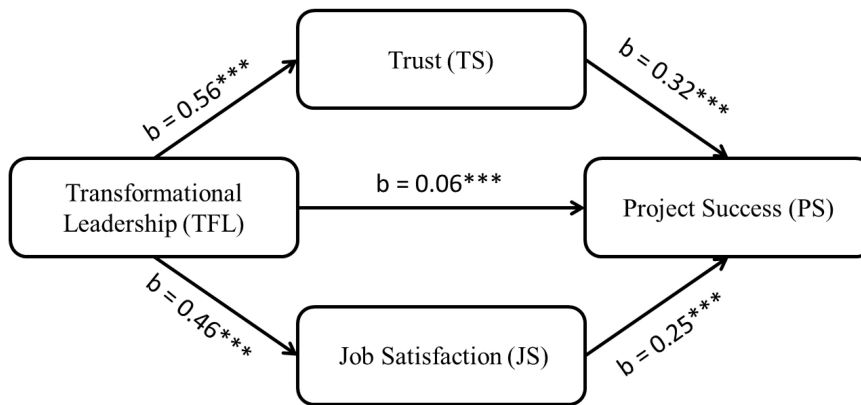 Trust (TS)
b = 0.56***
b = 0.32***
Transformational
Leadership (TFL)
b = 0.06***
Project Success (PS)
b = 0.46***
b = 0.25***
Job Satisfaction (JS)